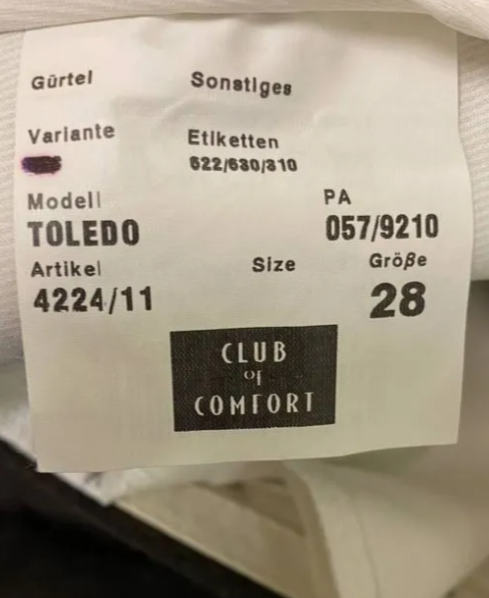 Gürtel Sonstiges
Variante Etiketten
622/630/310
Modell PA
TOLEDO 057/9210
Artikel Size Größe
4224/11 28
CLUB
of
COMFORT